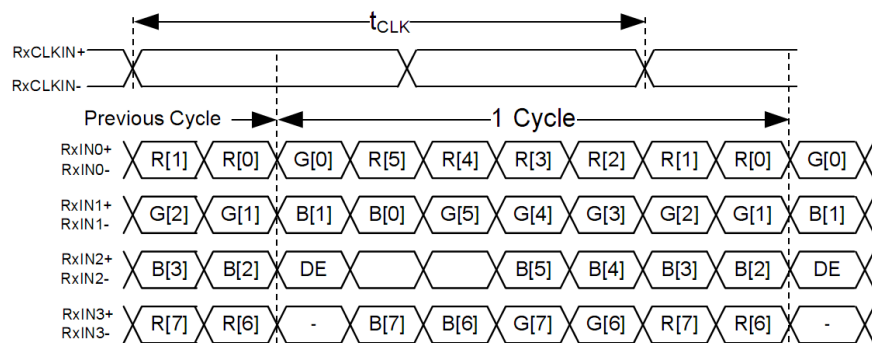 tCLK
RxCLKIN+
RxCLKIN-
Previous Cycle 1 Cycle
RxIN0+
RxIN0-
R[1] R[0] G[0] R[5] R[4] R[3] R[2] R[1] R[0] G[0]
RxIN1+
RxIN1-
G[2] G[1] B[1] B[0] G[5] G[4] G[3] G[2] G[1] B[1]
RxIN2+
RxIN2-
B[3] B[2] DE B[5] B[4] B[3] B[2] DE
RxIN3+
RxIN3-
R[7] R[6] - B[7] B[6] G[7] G[6] R[7] R[6] -